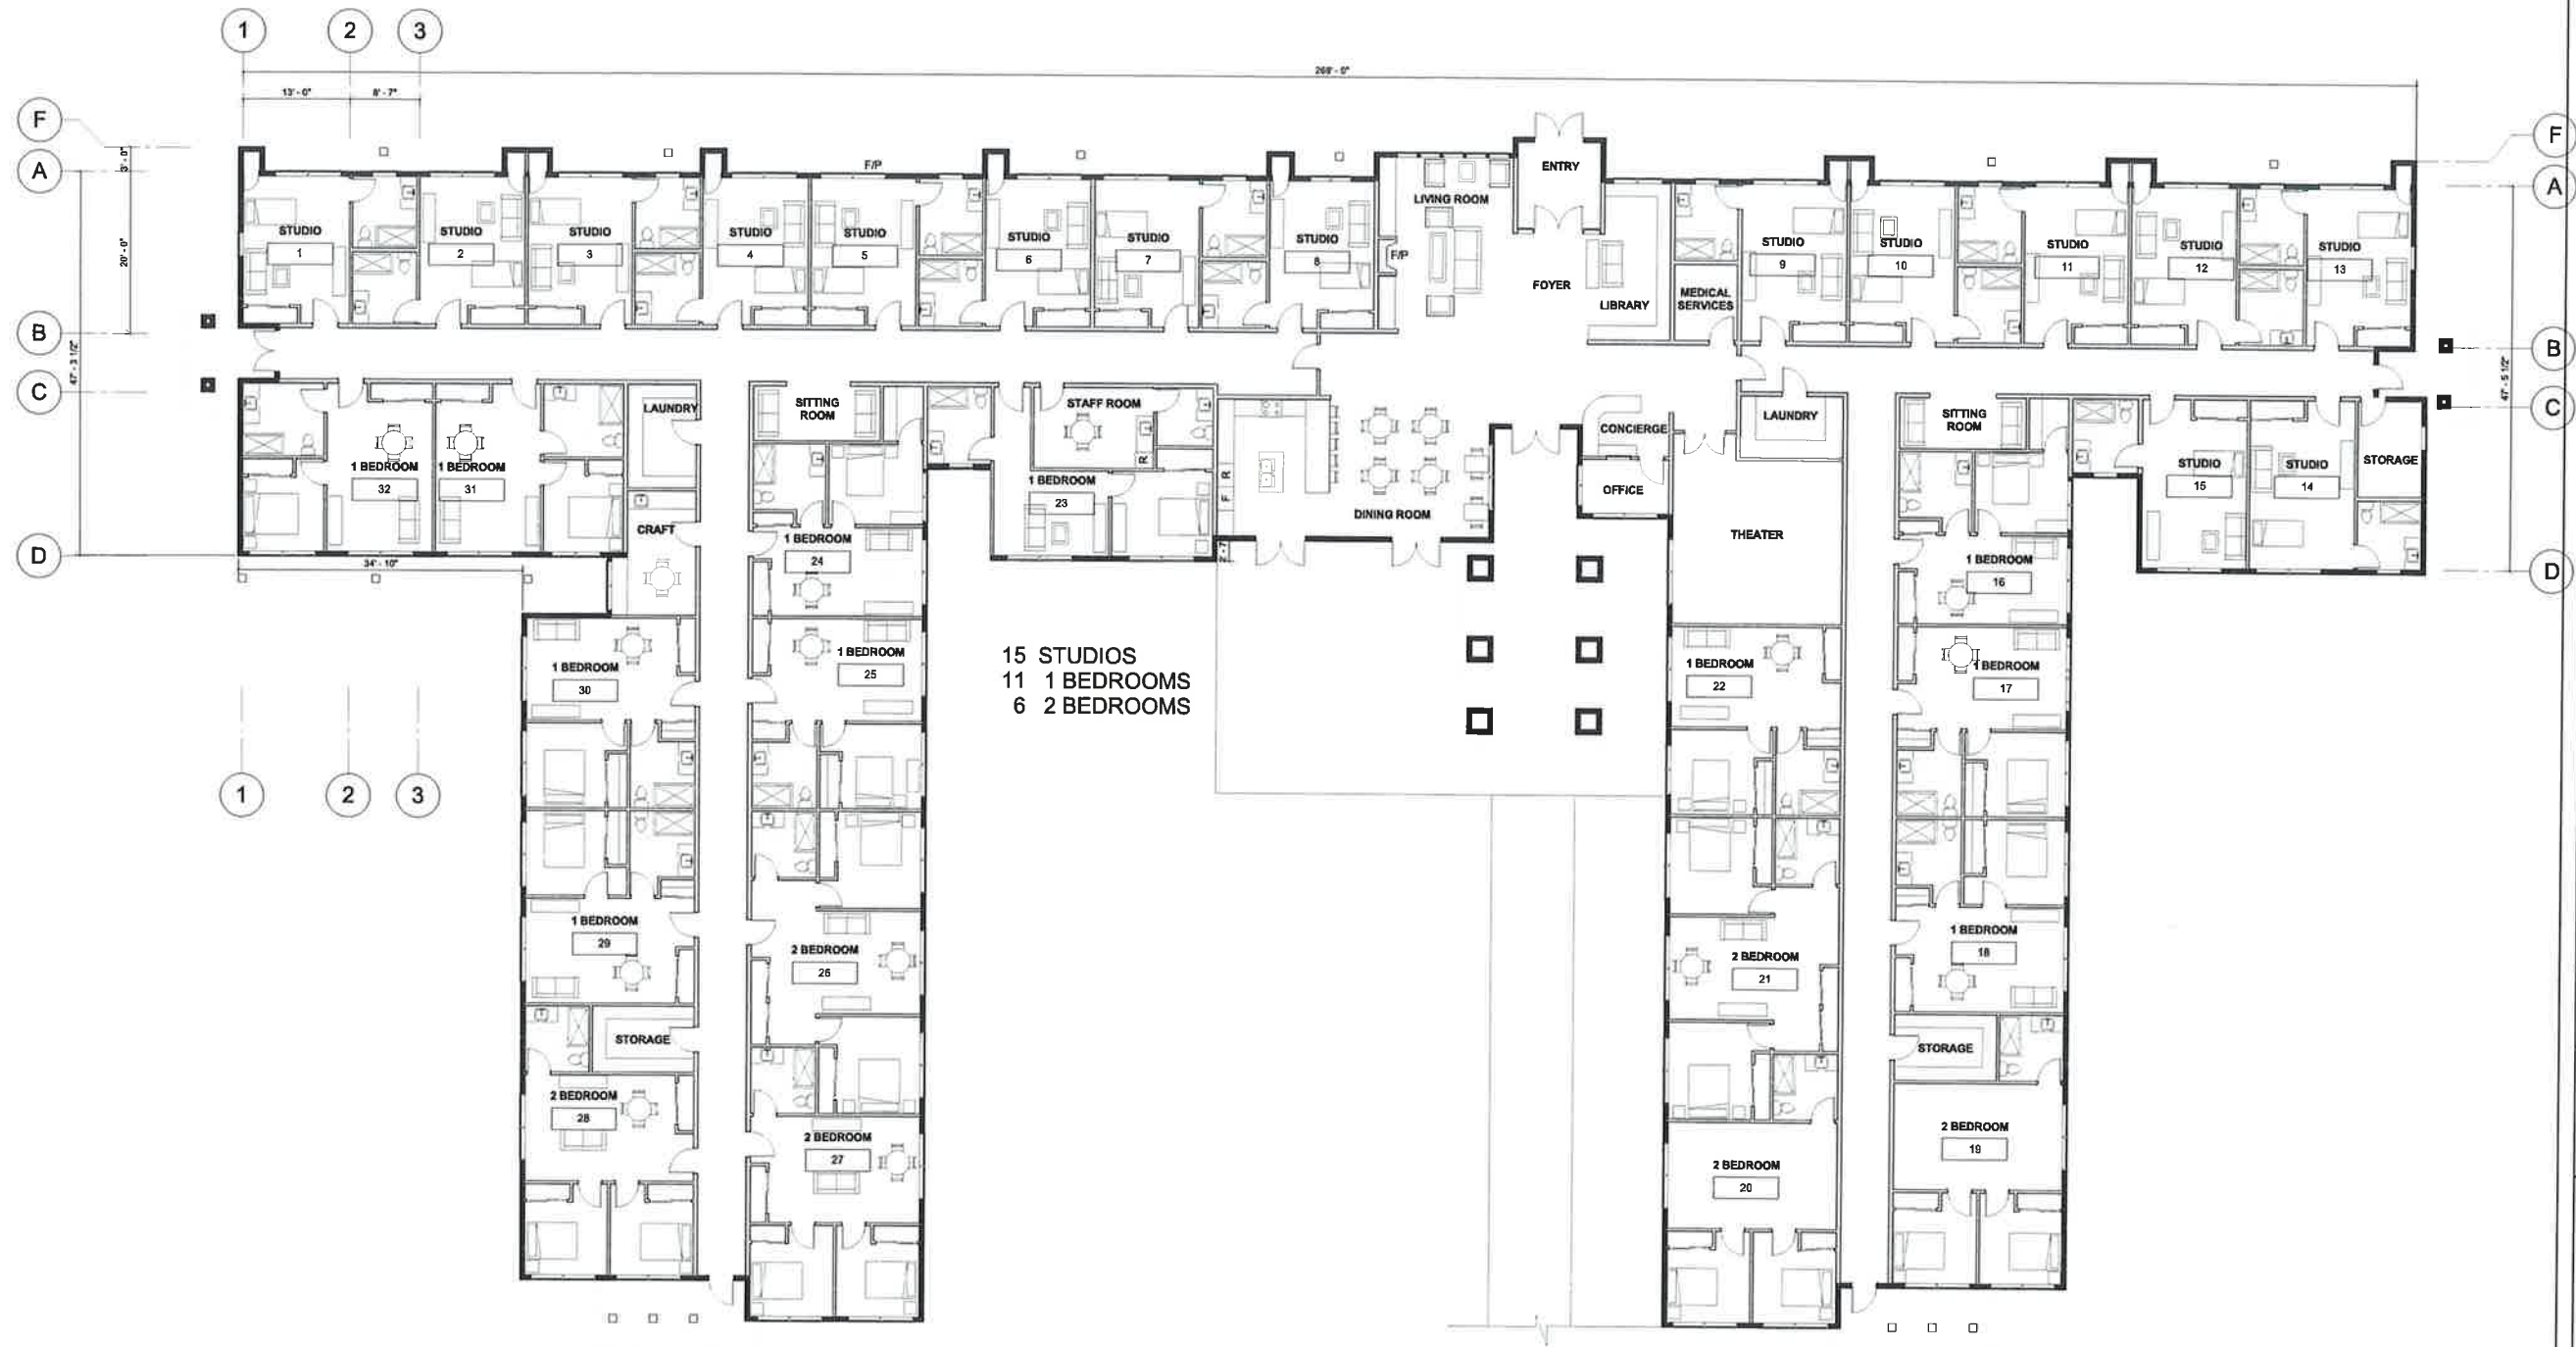 1
2
3
268' - 0"
13' - 0"
8' - 7"
F
F
3' - 0"
A
A
F/P
ENTRY
LIVING ROOM
STUDIO
1
STUDIO
2
STUDIO
3
STUDIO
4
STUDIO
5
STUDIO
6
STUDIO
7
STUDIO
8
F/P
FOYER
LIBRARY
MEDICAL
SERVICES
STUDIO
9
STUDIO
10
STUDIO
11
STUDIO
12
STUDIO
13
20' - 0"
B
B
47' - 3 1/2"
47' - 5 1/2"
C
C
LAUNDRY
SITTING
ROOM
STAFF ROOM
R
CONCIERGE
LAUNDRY
SITTING
ROOM
1 BEDROOM
32
1 BEDROOM
31
1 BEDROOM
23
R
F
OFFICE
STUDIO
15
STUDIO
14
STORAGE
CRAFT
DINING ROOM
THEATER
D
D
34' - 10"
1 BEDROOM
24
1 BEDROOM
16
15 STUDIOS
11 1 BEDROOMS
6 2 BEDROOMS
1 BEDROOM
30
1 BEDROOM
25
1 BEDROOM
22
1 BEDROOM
17
1
2
3
1 BEDROOM
29
2 BEDROOM
26
2 BEDROOM
21
1 BEDROOM
18
STORAGE
STORAGE
2 BEDROOM
28
2 BEDROOM
27
2 BEDROOM
20
2 BEDROOM
19